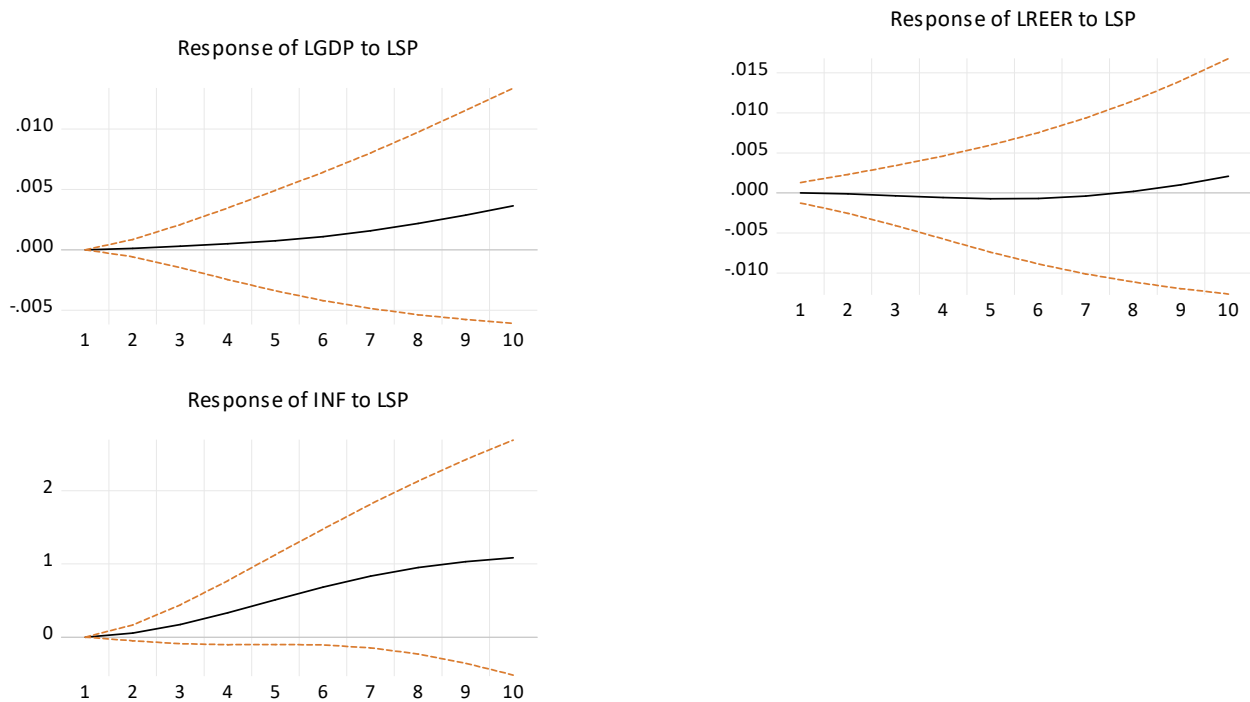 Response of LGDP to LSP
.010
.005
.000
-.005
1 2 3 4 5 6 7 8 9 10
Response of LREER to LSP
.015
.010
.005
.000
-.005
-.010
1 2 3 4 5 6 7 8 9 10
Response of INF to LSP
2
1
0
1 2 3 4 5 6 7 8 9 10